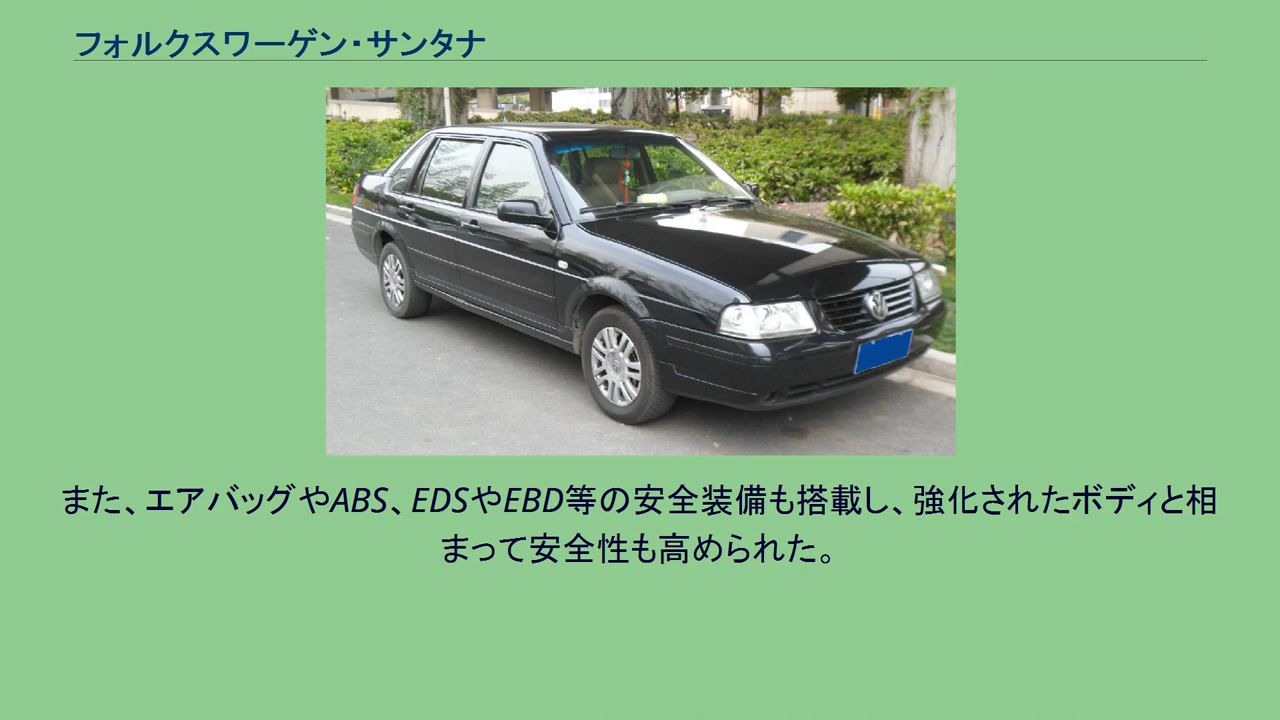 フォルクスワーゲン・サンタナ
また、エアバッグやABS、EDSやEBD等の安全装備も搭載し、強化されたボディと相
まって安全性も高められた。